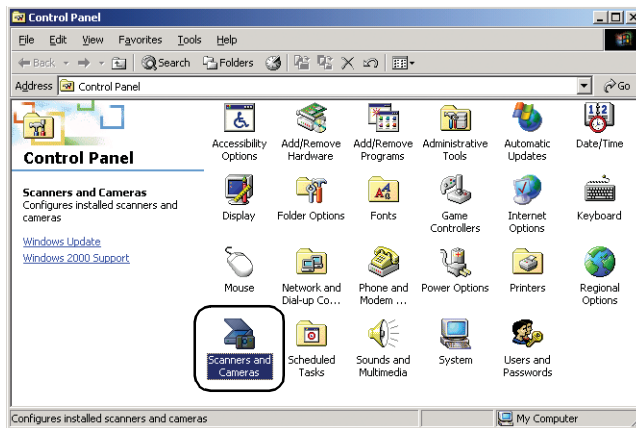 Control Panel
File Edit View Favorites Tools Help
Back Search Folders
Address Control Panel Go
Control Panel
Scanners and Cameras
Configures installed scanners and
cameras
Windows Update
Windows 2000 Support
Accessibility
Options
Add/Remove
Hardware
Add/Remove
Programs
Administrative
Tools
Automatic
Updates
Date/Time
Display
Folder Options
Fonts
Game
Controllers
Internet
Options
Keyboard
Mouse
Network and
Dial-up Co...
Phone and
Modem ...
Power Options
Printers
Regional
Options
Scanners and
Cameras
Scheduled
Tasks
Sounds and
Multimedia
System
Users and
Passwords
Configures installed scanners and cameras My Computer